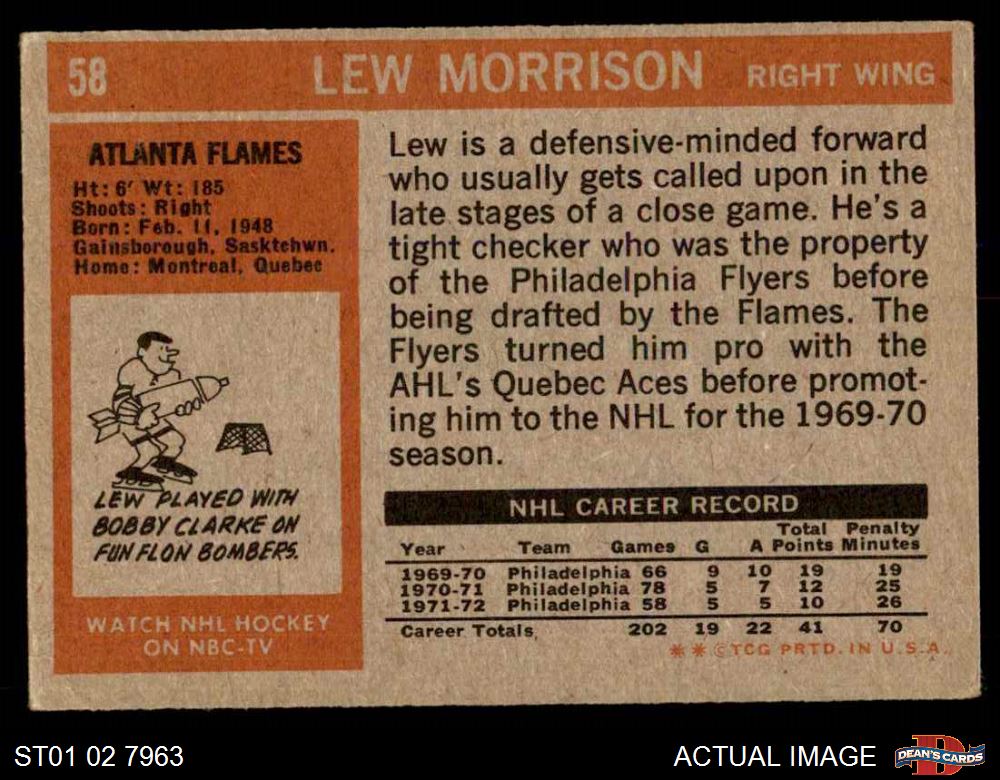 58 LEW MORRISON RIGHT WING
ATLANTA FLAMES
Ht: 6' Wt: 185
Shoots: Right
Born: Feb. 11, 1948
Gainsborough, Sasktchwn.
Home: Montreal, Quebec
LEW PLAYED WITH
BOBBY CLARKE ON
FLIN FLON BOMBERS.
WATCH NHL HOCKEY
ON NBC-TV
Lew is a defensive-minded forward
who usually gets called upon in the
late stages of a close game. He's a
tight checker who was the property
of the Philadelphia Flyers before
being drafted by the Flames. The
Flyers turned him pro with the
AHL's Quebec Aces before promot-
ing him to the NHL for the 1969-70
season.
NHL CAREER RECORD
Total Penalty
Year Team Games G A Points Minutes
1969-70 Philadelphia 66 9 10 19 19
1970-71 Philadelphia 78 5 7 12 25
1971-72 Philadelphia 58 5 5 10 26
Career Totals 202 19 22 41 70
* * © TCG PRTD. IN U.S.A.
ST01 02 7963 ACTUAL IMAGE DEAN'S CARDS